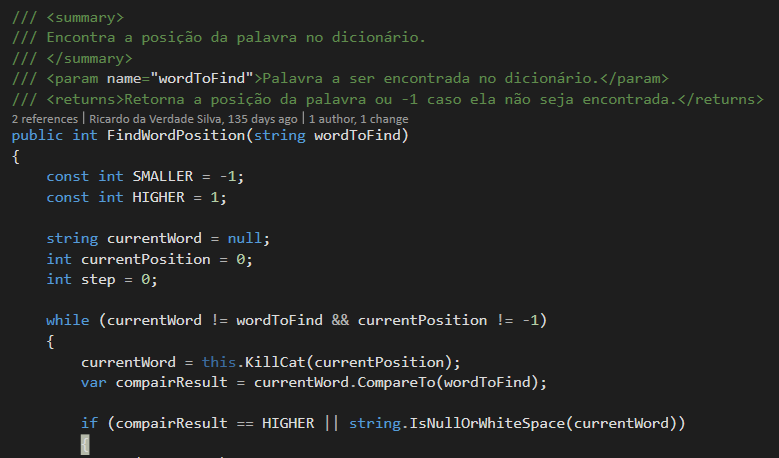 /// <summary>
/// Encontra a posição da palavra no dicionário.
/// </summary>
/// <param name="wordToFind">Palavra a ser encontrada no dicionário.</param>
/// <returns>Retorna a posição da palavra ou -1 caso ela não seja encontrada.</returns>
2 references | Ricardo da Verdade Silva, 135 days ago | 1 author, 1 change
public int FindWordPosition(string wordToFind)
{
    const int SMALLER = -1;
    const int HIGHER = 1;

    string currentWord = null;
    int currentPosition = 0;
    int step = 0;

    while (currentWord != wordToFind && currentPosition != -1)
    {
        currentWord = this.KillCat(currentPosition);
        var compairResult = currentWord.CompareTo(wordToFind);

        if (compairResult == HIGHER || string.IsNullOrWhiteSpace(currentWord))
        {